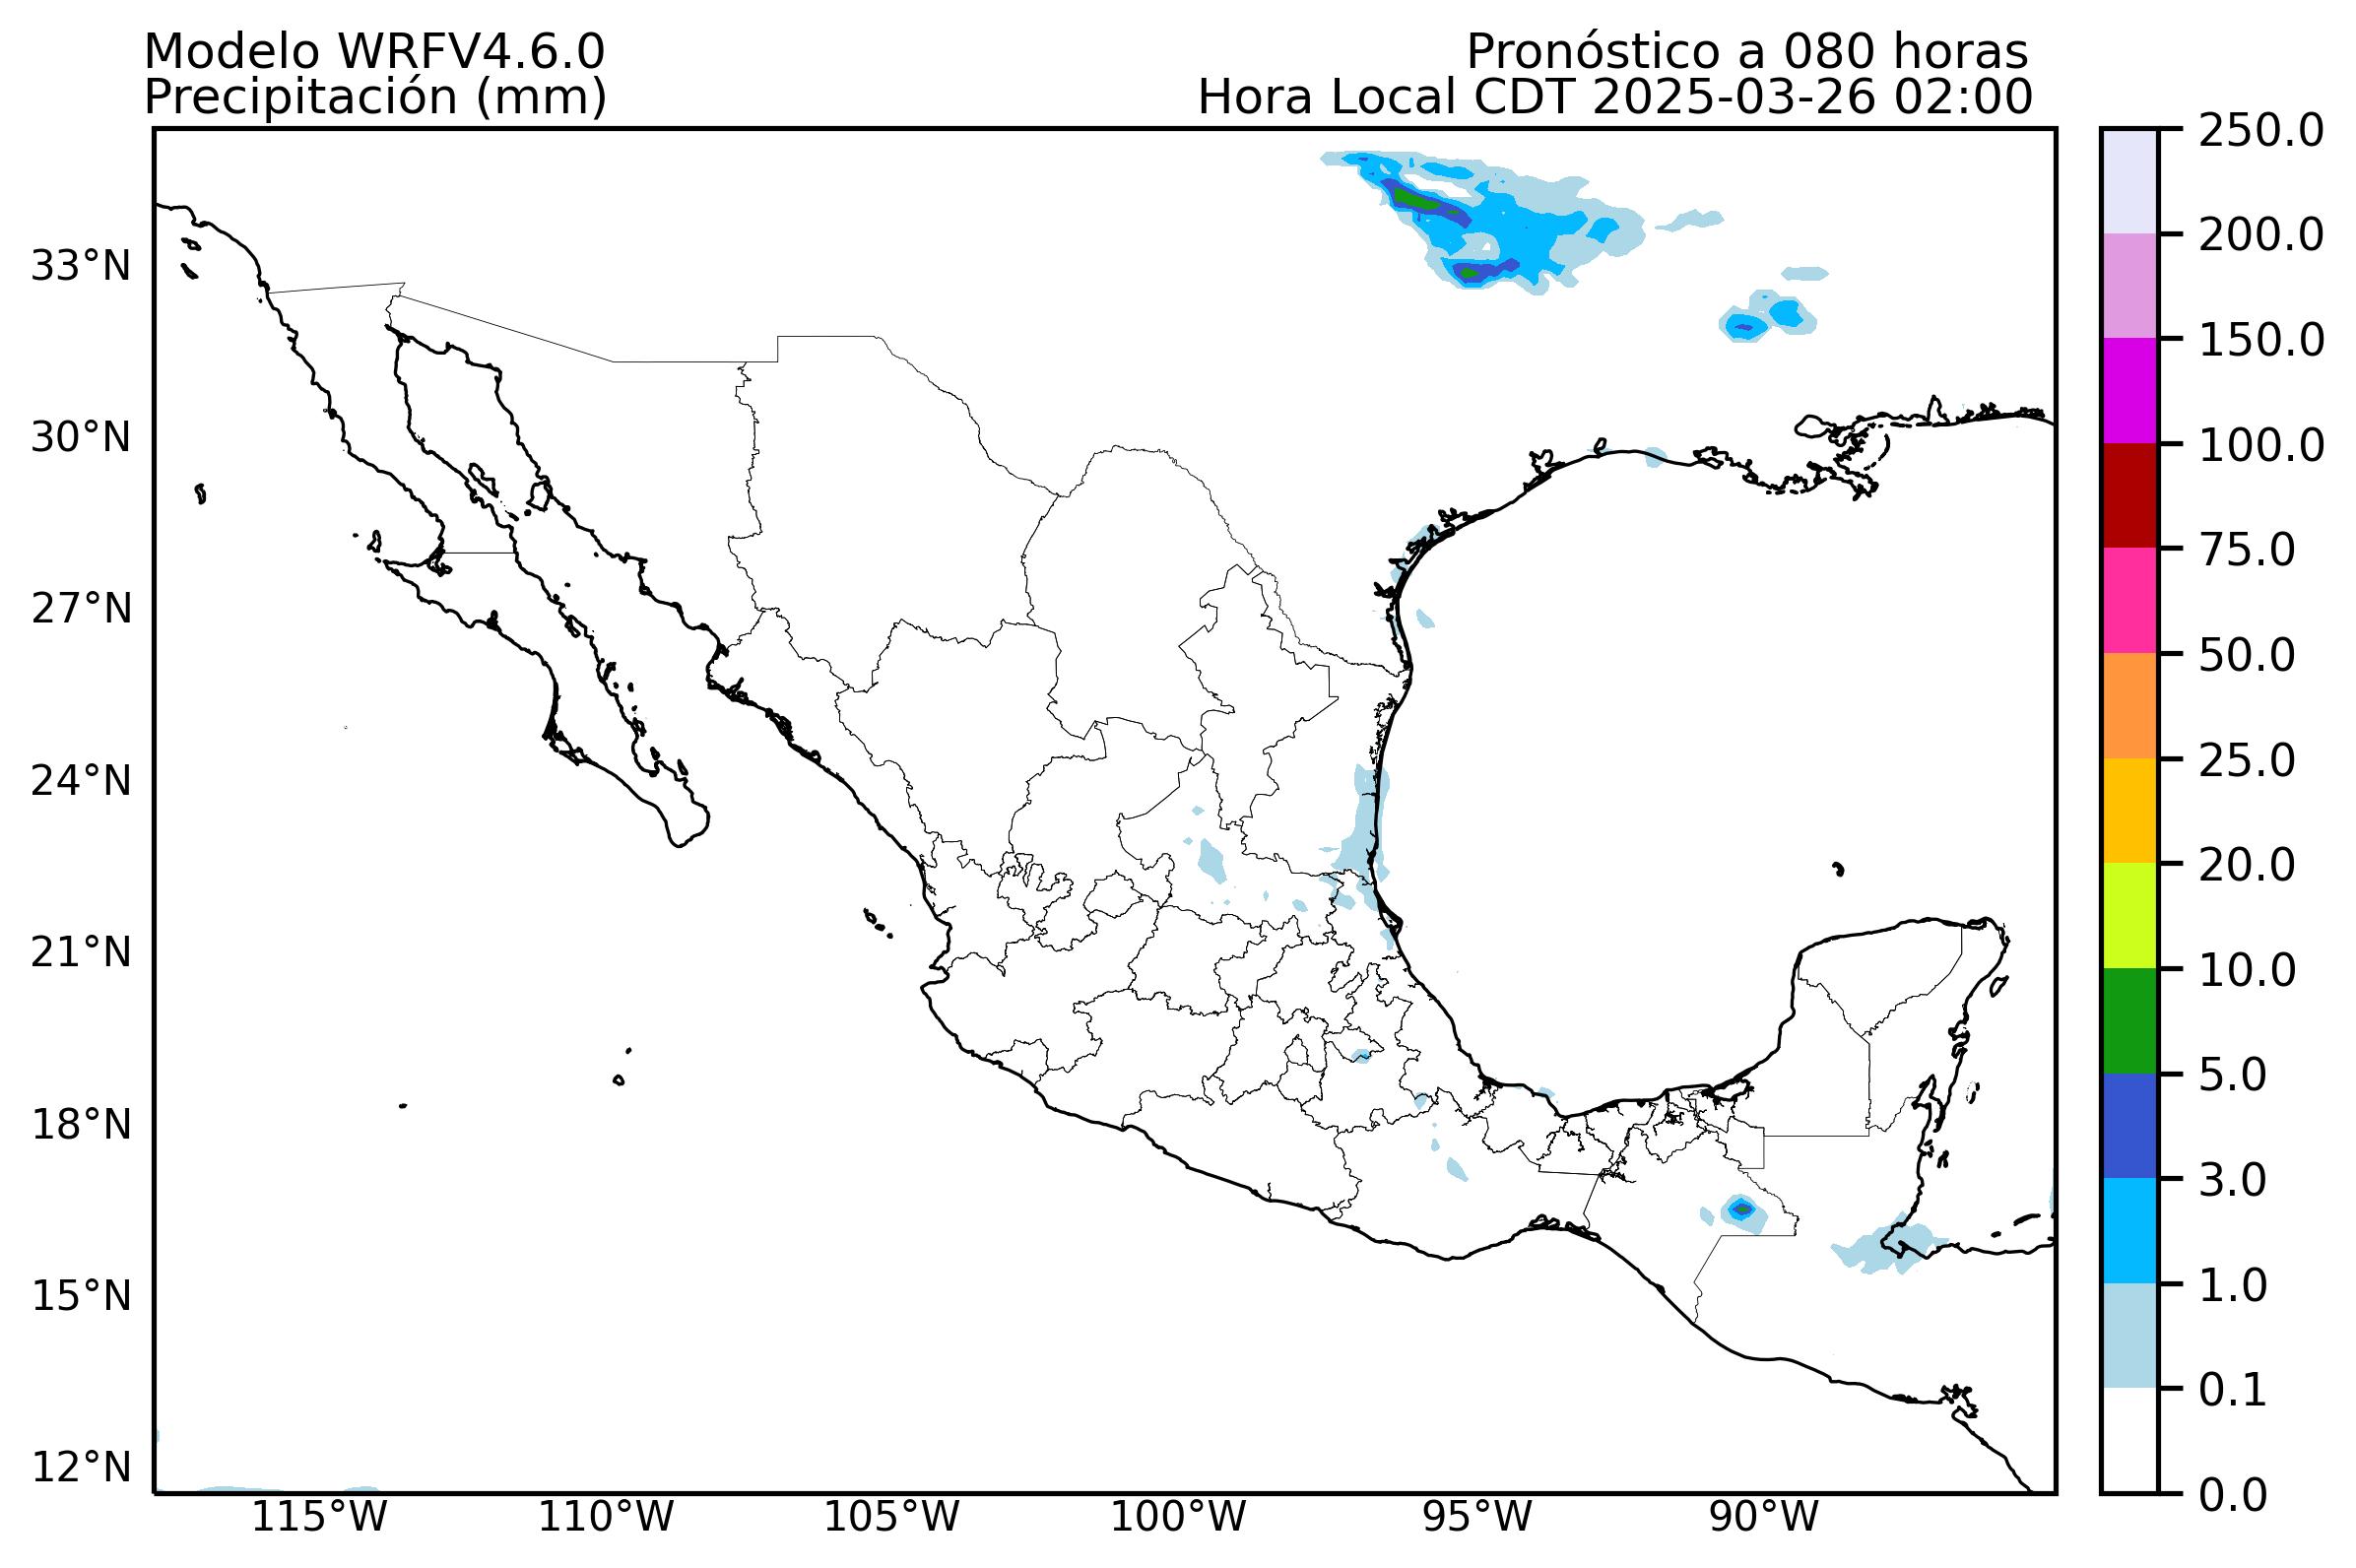 Modelo WRFV4.6.0
Pronóstico a 080 horas
Precipitación (mm)
Hora Local CDT 2025-03-26 02:00
33°N
30°N
27°N
24°N
21°N
18°N
15°N
12°N
115°W
110°W
105°W
100°W
95°W
90°W
250.0
200.0
150.0
100.0
75.0
50.0
25.0
20.0
10.0
5.0
3.0
1.0
0.1
0.0